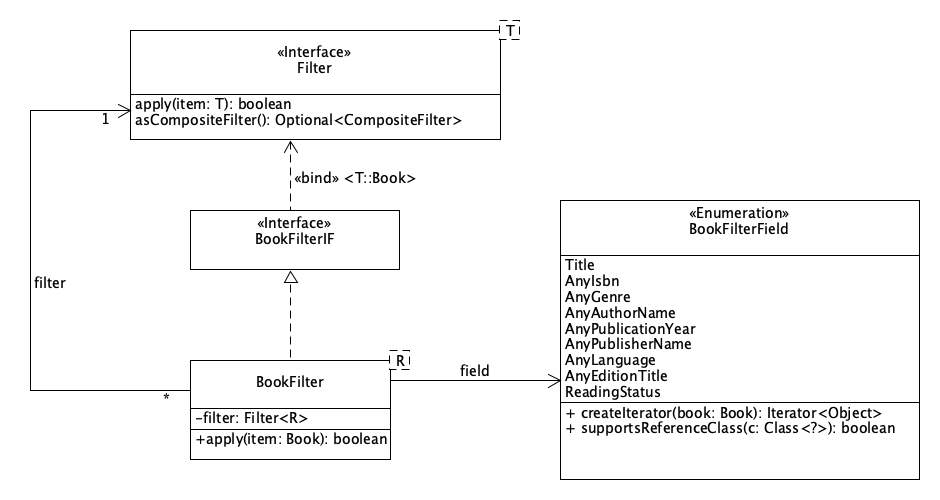 T
«Interface»
Filter
apply(item: T): boolean
asCompositeFilter(): Optional<CompositeFilter>
1
«bind» <T::Book>
«Interface»
BookFilterIF
filter
«Enumeration»
BookFilterField
Title
AnyIsbn
AnyGenre
AnyAuthorName
AnyPublicationYear
AnyPublisherName
AnyLanguage
AnyEditionTitle
ReadingStatus
+ createIterator(book: Book): Iterator<Object>
+ supportsReferenceClass(c: Class<?>): boolean
R
BookFilter
field
*
-filter: Filter<R>
+apply(item: Book): boolean